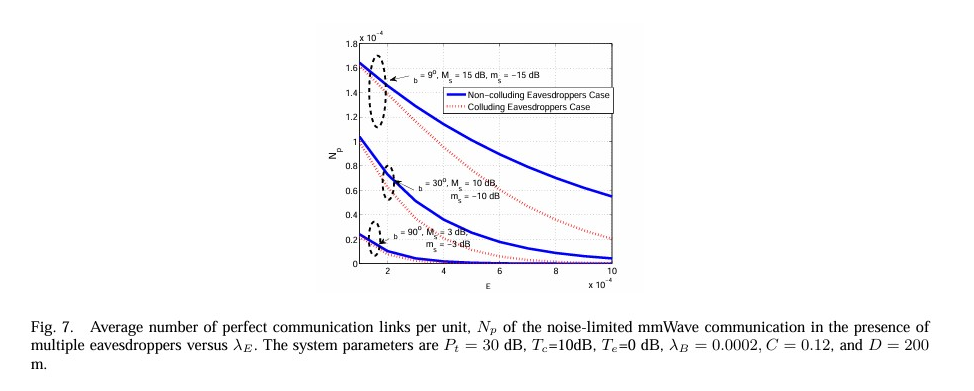 x 10⁻⁴
1.8
1.6
1.4
1.2
1
0.8
0.6
0.4
0.2
0
N_p
b = 9°, M_s = 15 dB, m_s = −15 dB
Non−colluding Eavesdroppers Case
Colluding Eavesdroppers Case
b = 30°, M_s = 10 dB,
m_s = −10 dB
b = 90°, M_s = 3 dB,
m_s = −3 dB
2 4 6 8 10
E
x 10⁻⁴
Fig. 7. Average number of perfect communication links per unit, N_p of the noise-limited mmWave communication in the presence of
multiple eavesdroppers versus λ_E. The system parameters are P_t = 30 dB, T_c=10dB, T_e=0 dB, λ_B = 0.0002, C = 0.12, and D = 200
m.